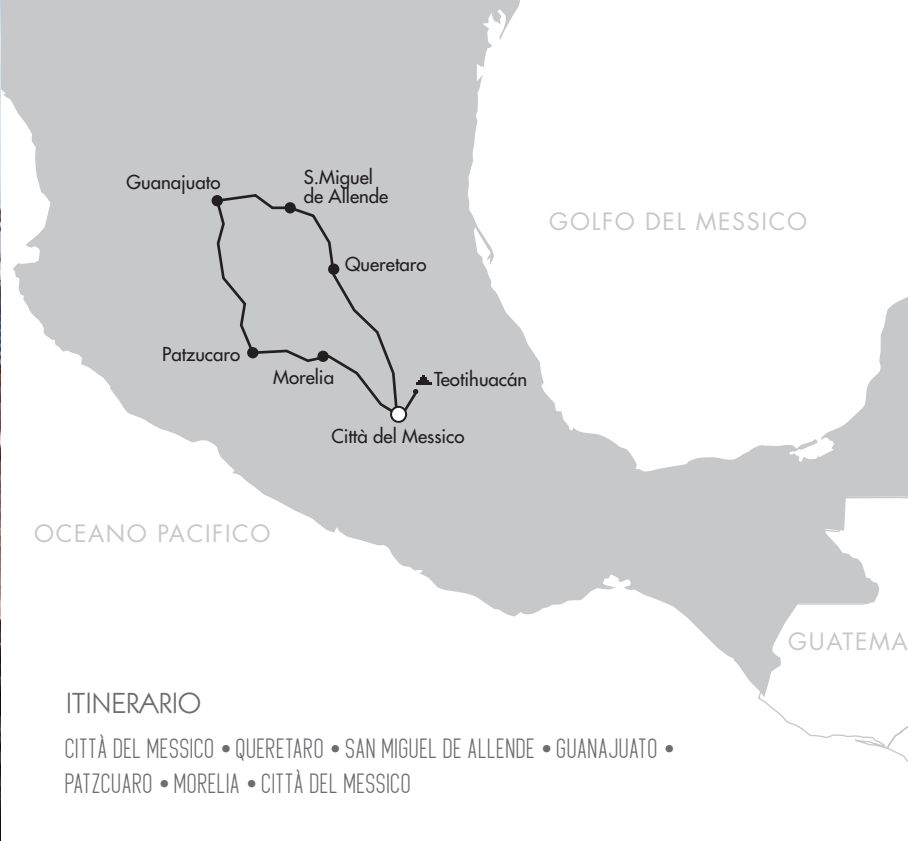 Guanajuato
S.Miguel
de Allende
GOLFO DEL MESSICO
Queretaro
Patzucaro
Morelia
Teotihuacán
Città del Messico
OCEANO PACIFICO
GUATEMA
ITINERARIO
CITTÀ DEL MESSICO • QUERETARO • SAN MIGUEL DE ALLENDE • GUANAJUATO •
PATZCUARO • MORELIA • CITTÀ DEL MESSICO